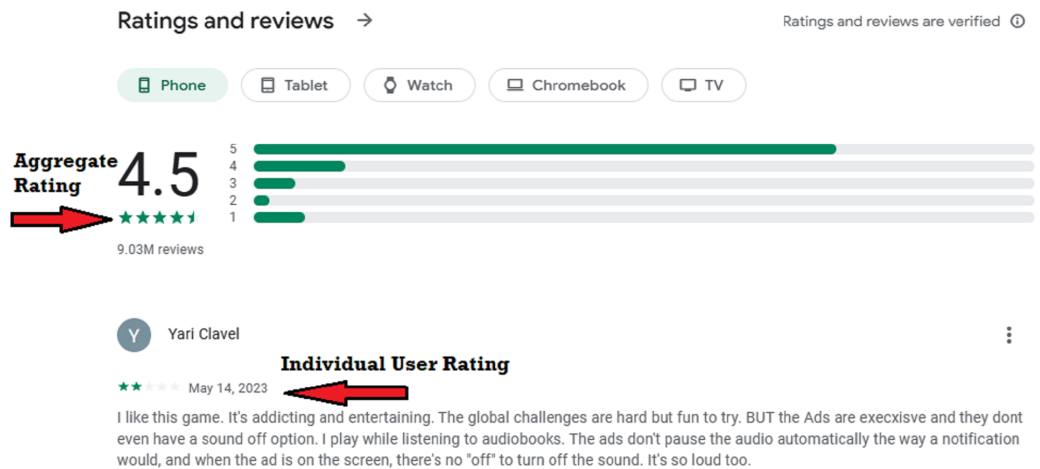 Ratings and reviews
Ratings and reviews are verified
Phone
Tablet
Watch
Chromebook
TV
Aggregate
Rating
4.5
5
4
3
2
1
9.03M reviews
Y
Yari Clavel
Individual User Rating
May 14, 2023
I like this game. It's addicting and entertaining. The global challenges are hard but fun to try. BUT the Ads are execxisve and they dont
even have a sound off option. I play while listening to audiobooks. The ads don't pause the audio automatically the way a notification
would, and when the ad is on the screen, there's no "off" to turn off the sound. It's so loud too.